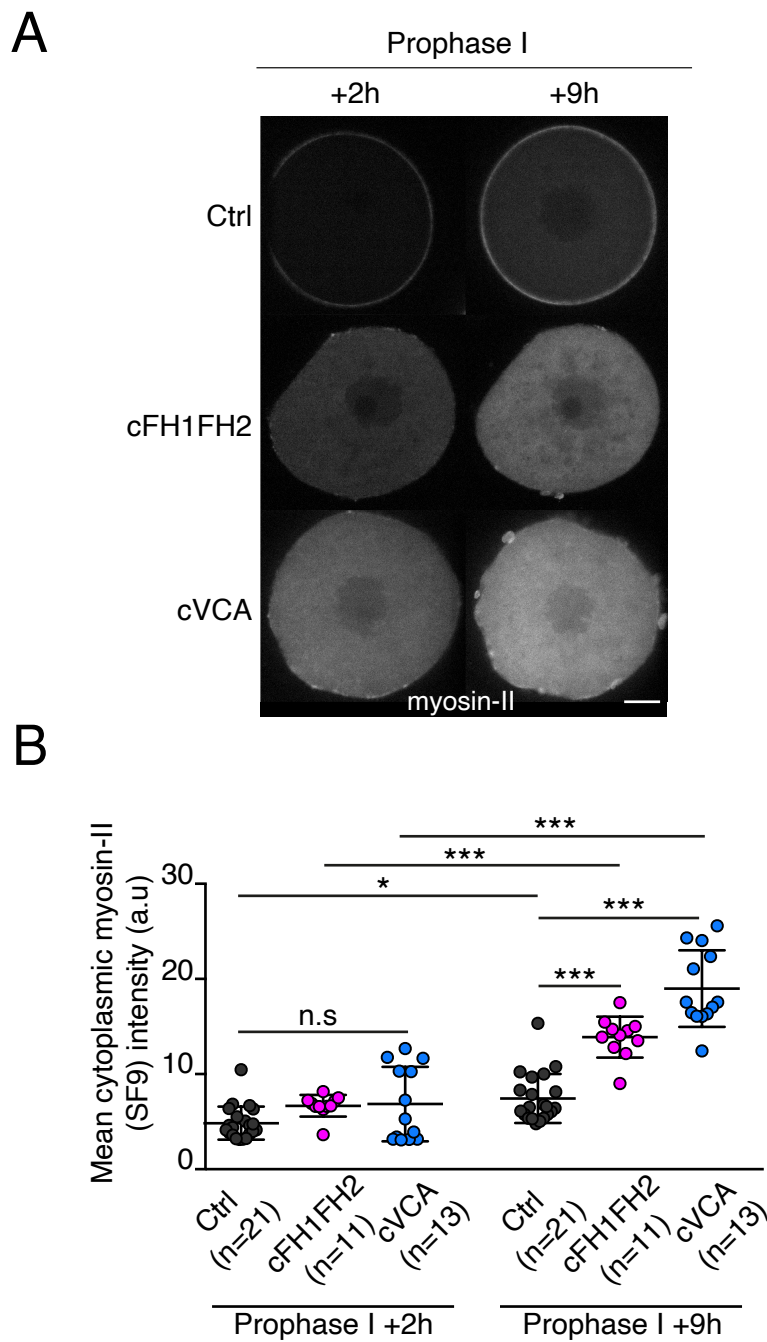 A
Prophase I
+2h +9h
Ctrl
cFH1FH2
cVCA
myosin-II
B
Mean cytoplasmic myosin-II
(SF9) intensity (a.u)
30
20
10
0
***
***
*
***
***
n.s
Ctrl
(n=21)
cFH1FH2
(n=11)
cVCA
(n=13)
Ctrl
(n=21)
cFH1FH2
(n=11)
cVCA
(n=13)
Prophase I +2h
Prophase I +9h